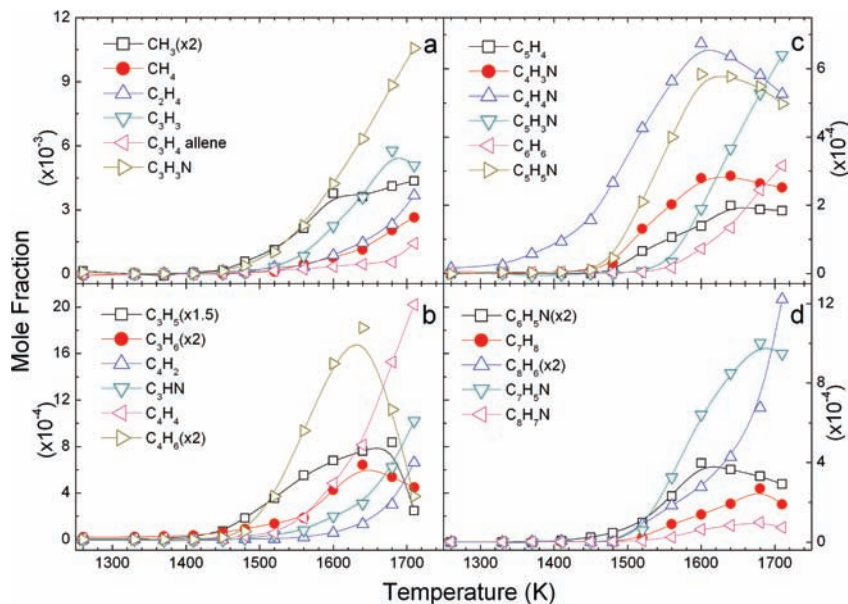 12
9
6
3
0
(x10⁻³)
a
CH₃(x2)
CH₄
C₂H₄
C₃H₃
C₃H₄ allene
C₃H₃N
c
C₅H₄
C₄H₃N
C₄H₄N
C₅H₃N
C₆H₆
C₅H₅N
6
4
2
0
(x10⁻⁴)
Mole Fraction
20
16
12
8
4
0
(x10⁻⁴)
b
C₃H₅(x1.5)
C₃H₆(x2)
C₄H₂
C₃HN
C₄H₄
C₄H₆(x2)
d
C₆H₅N(x2)
C₇H₈
C₈H₆(x2)
C₇H₅N
C₈H₇N
12
8
4
0
(x10⁻⁴)
1300 1400 1500 1600 1700
1300 1400 1500 1600 1700
Temperature (K)